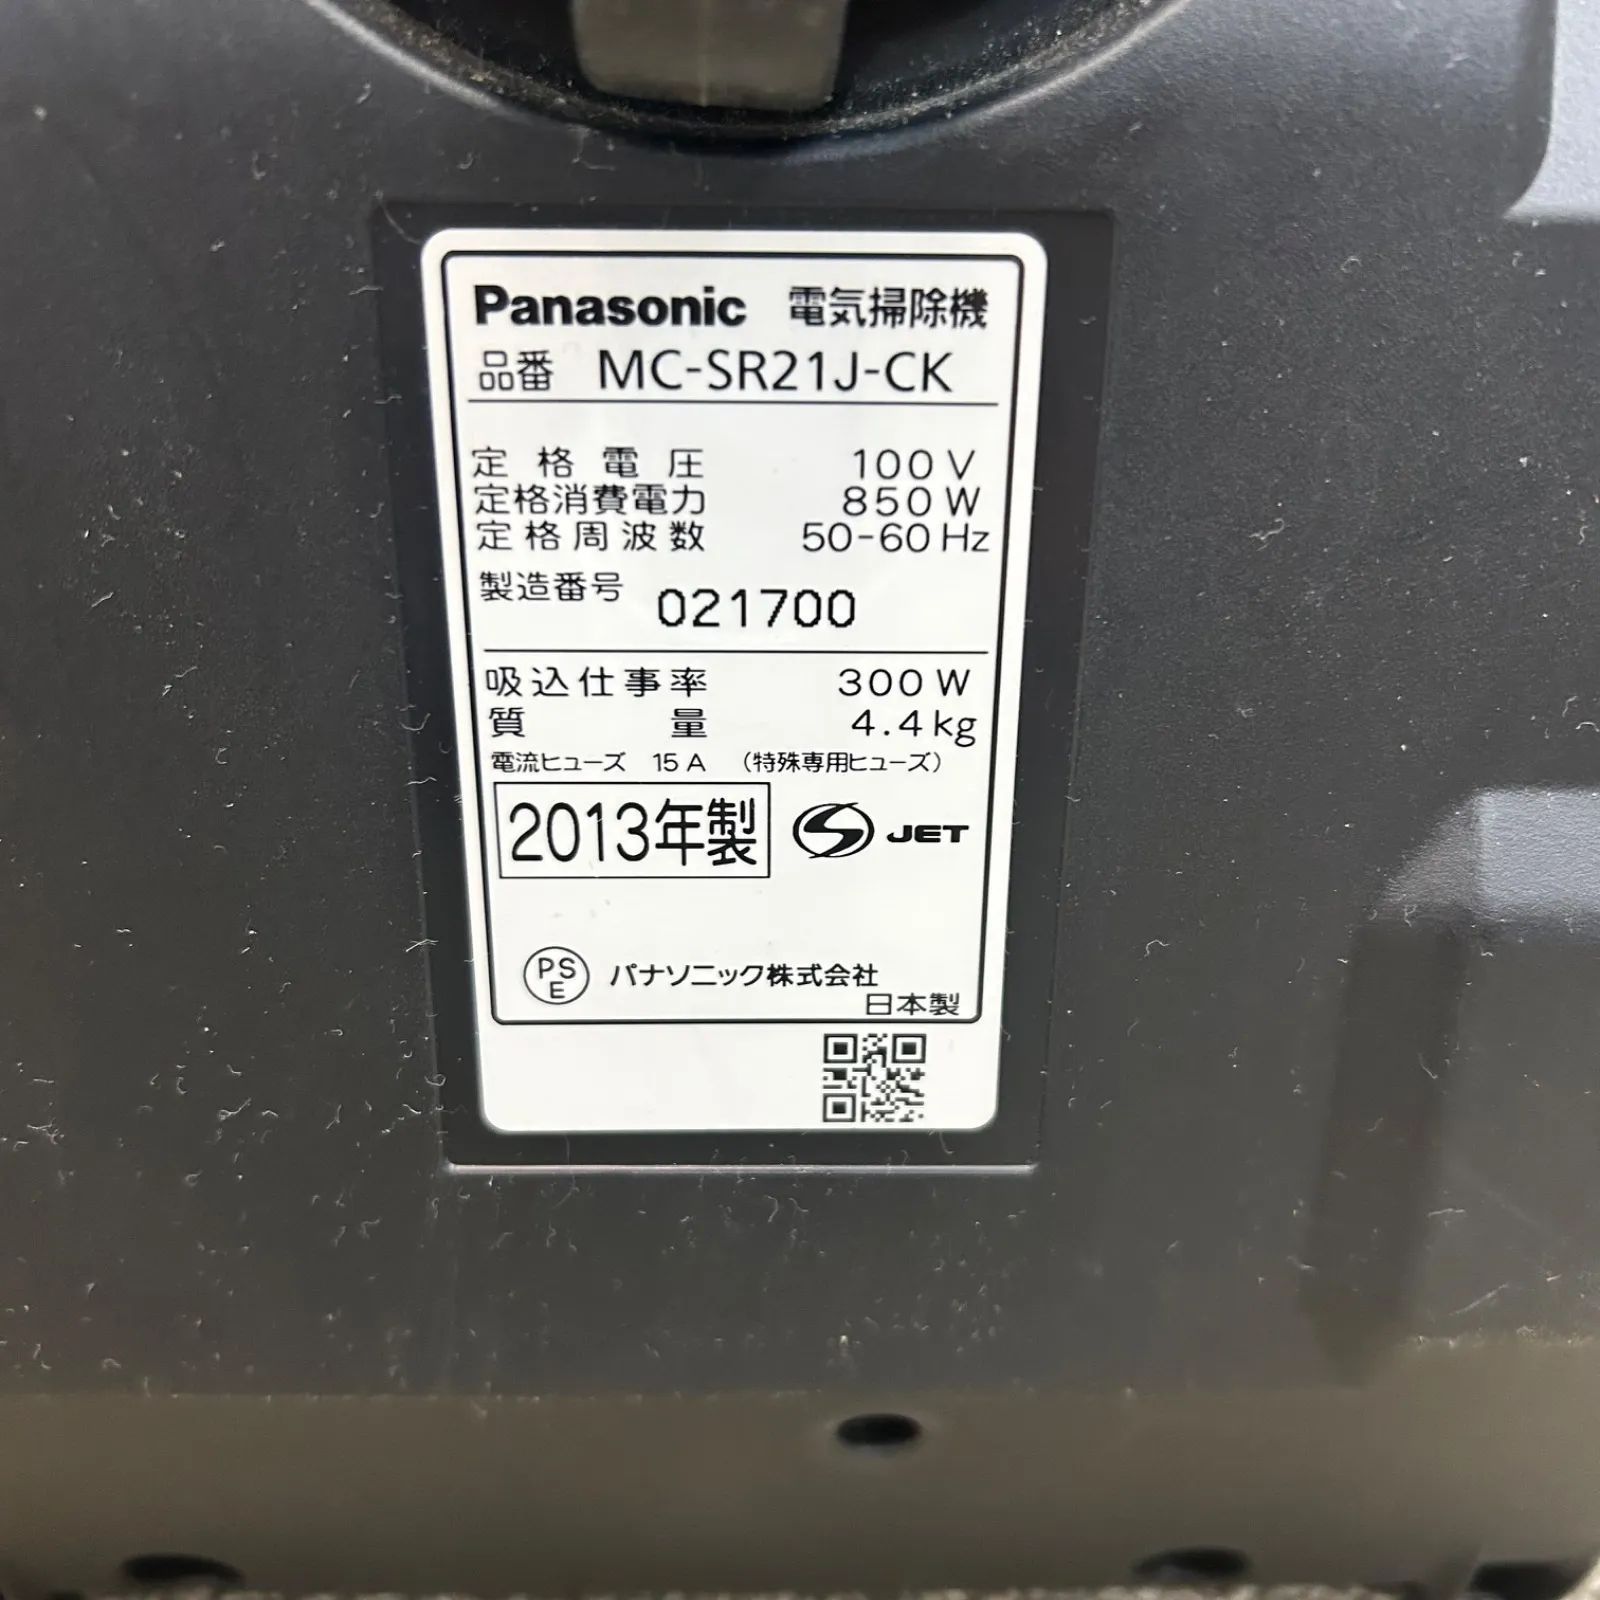 Panasonic 電気掃除機
品番 MC-SR21J-CK
定格電圧 100V
定格消費電力 850W
定格周波数 50-60Hz
製造番号 021700
吸込仕事率 300W
質量 4.4kg
電流ヒューズ 15A (特殊専用ヒューズ)
2013年製 S JET
PS
E パナソニック株式会社
日本製